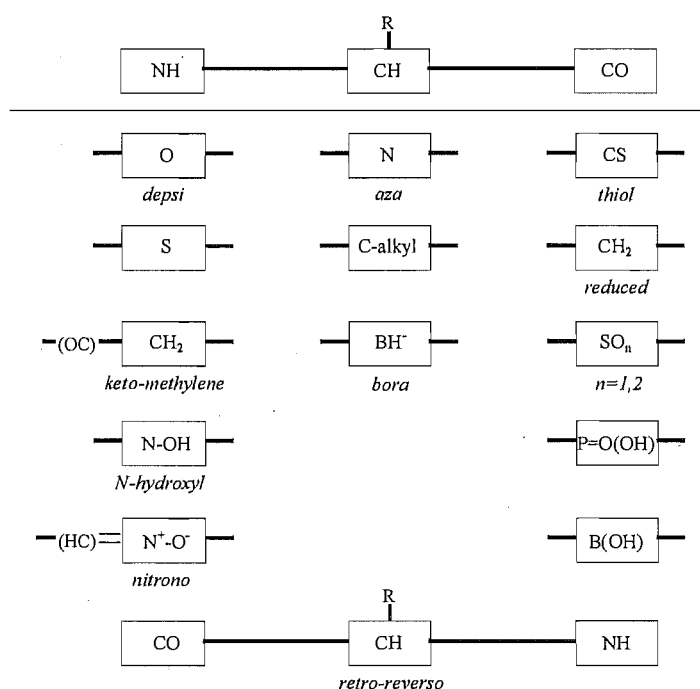 R
NH CH CO
O N CS
depsi aza thiol
S C-alkyl CH₂
reduced
(OC) CH₂ BH⁻ SOₙ
keto-methylene bora n=1,2
N-OH P=O(OH)
N-hydroxyl
(HC) N⁺-O⁻ B(OH)
nitrono
R
CO CH NH
retro-reverso